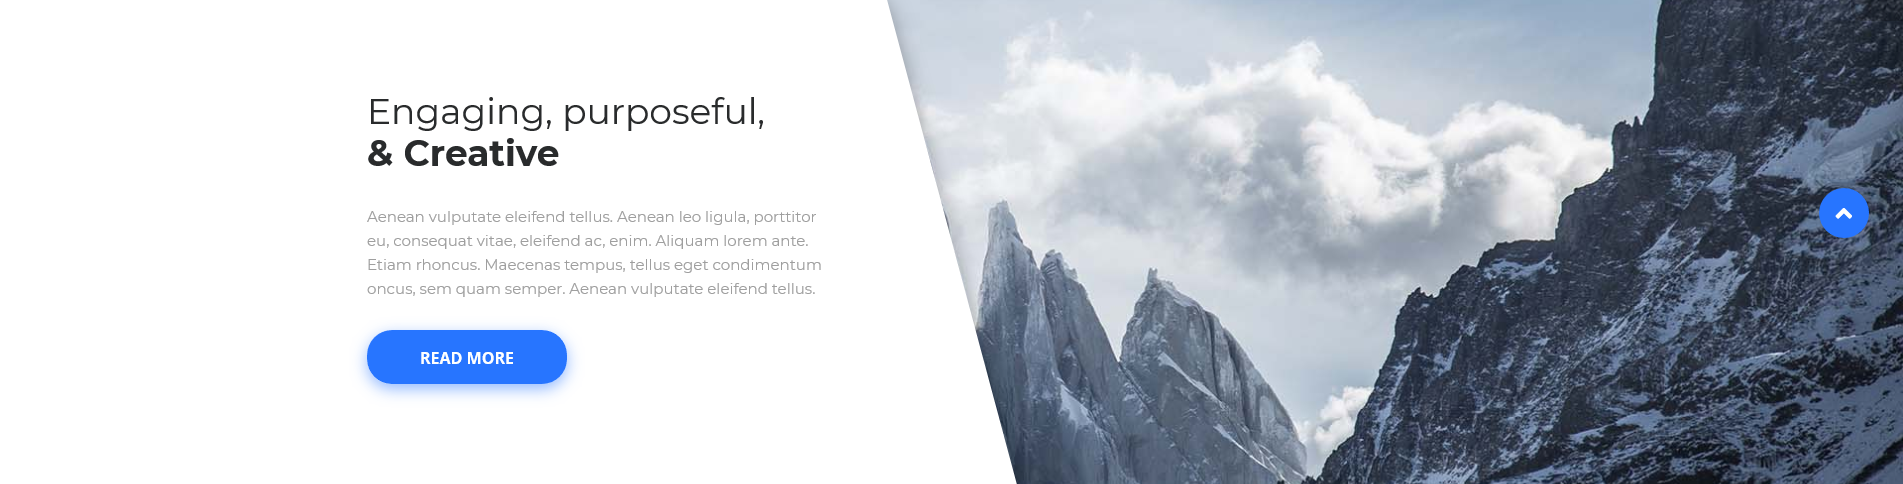 Engaging, purposeful,
& Creative
Aenean vulputate eleifend tellus. Aenean leo ligula, porttitor
eu, consequat vitae, eleifend ac, enim. Aliquam lorem ante.
Etiam rhoncus. Maecenas tempus, tellus eget condimentum
oncus, sem quam semper. Aenean vulputate eleifend tellus.
READ MORE